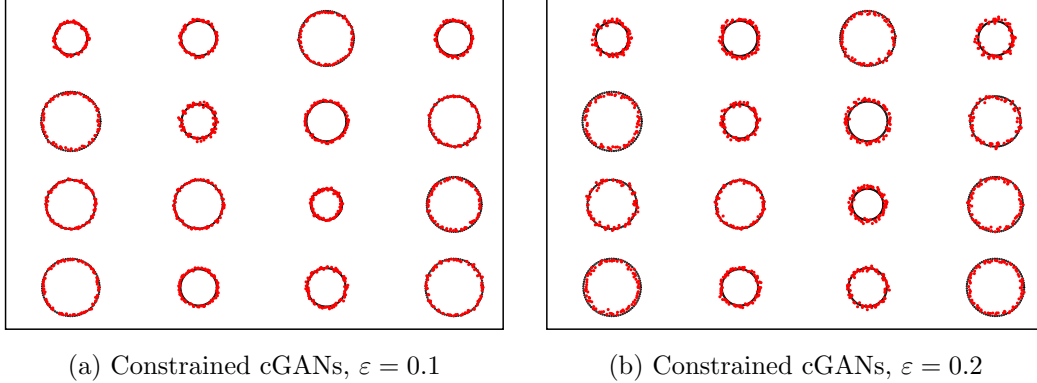 (a) Constrained cGANs, ε = 0.1
(b) Constrained cGANs, ε = 0.2